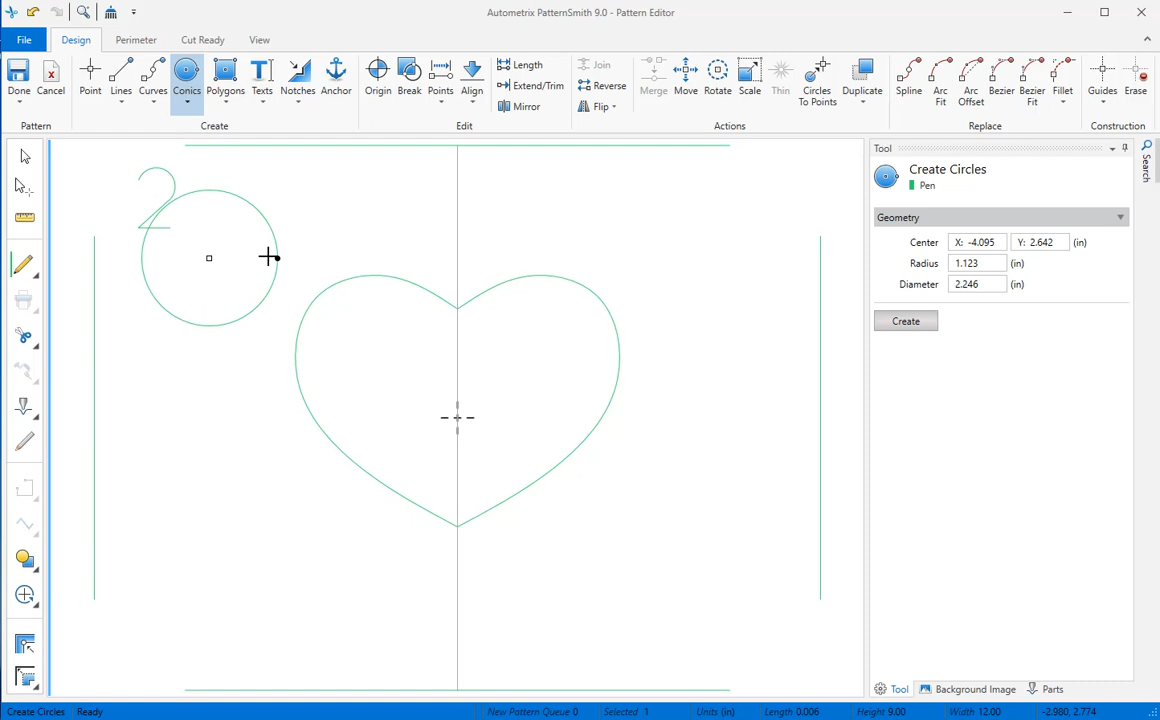 Autometrix PatternSmith 9.0 - Pattern Editor
File Design Perimeter Cut Ready View
Done Cancel Point Lines Curves Conics Polygons Texts Notches Anchor Origin Break Points Align Length Extend/Trim Mirror Join Reverse Flip Merge Move Rotate Scale Thin Circles To Points Duplicate Spline Arc Fit Arc Offset Bezier Bezier Fit Fillet Guides Erase
Pattern Create Edit Actions Replace Construction
Tool
Search
Create Circles
Pen
Geometry
Center X: -4.095 Y: 2.642 (in)
Radius 1.123 (in)
Diameter 2.246 (in)
Create
2
Tool Background Image Parts
Create Circles Ready New Pattern Queue 0 Selected 1 Units (in) Length 0.006 Height 9.00 Width 12.00 -2.980, 2.774